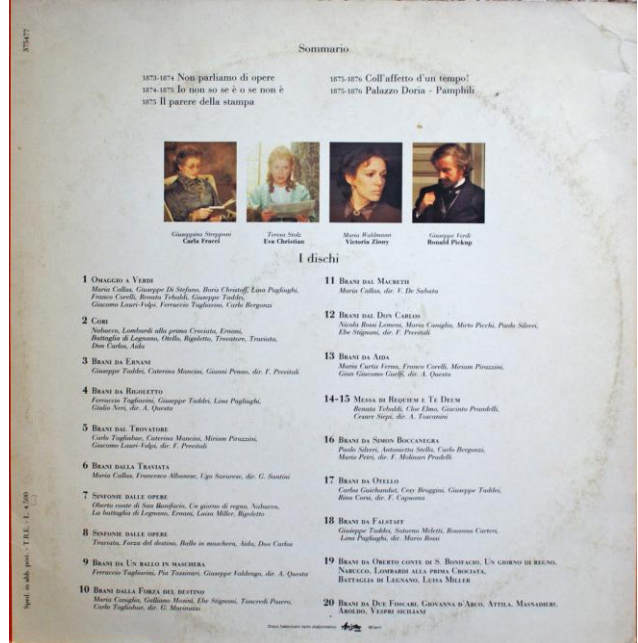 375477
Sommario
1873-1874 Non parliamo di opere
1874-1875 Io non so se è o se non è
1875 Il parere della stampa
1875-1876 Coll'affetto d'un tempo!
1875-1876 Palazzo Doria - Pamphili
Giuseppina Strepponi
Carla Fracci
Teresa Stolz
Eva Christian
Maria Waldmann
Victoria Zinny
Giuseppe Verdi
Ronald Pickup
I dischi
1 OMAGGIO A VERDI
Maria Callas, Giuseppe Di Stefano, Boris Christoff, Lina Pagliughi,
Franco Corelli, Renata Tebaldi, Giuseppe Taddei,
Giacomo Lauri-Volpi, Ferruccio Tagliavini, Carlo Bergonzi
2 CORI
Nabucco, Lombardi alla prima Crociata, Ernani,
Battaglia di Legnano, Otello, Rigoletto, Trovatore, Traviata,
Don Carlos, Aida
3 BRANI DA ERNANI
Giuseppe Taddei, Caterina Mancini, Gianni Penno, dir. F. Previtali
4 BRANI DA RIGOLETTO
Ferruccio Tagliavini, Giuseppe Taddei, Lina Pagliughi,
Giulio Neri, dir. A. Questa
5 BRANI DAL TROVATORE
Carlo Tagliabue, Caterina Mancini, Miriam Pirazzini,
Giacomo Lauri-Volpi, dir. F. Previtali
6 BRANI DALLA TRAVIATA
Maria Callas, Francesco Albanese, Ugo Savarese, dir. G. Santini
7 SINFONIE DALLE OPERE
Oberto conte di San Bonifacio, Un giorno di regno, Nabucco,
La battaglia di Legnano, Ernani, Luisa Miller, Rigoletto
8 SINFONIE DALLE OPERE
Traviata, Forza del destino, Ballo in maschera, Aida, Don Carlos
9 BRANI DA UN BALLO IN MASCHERA
Ferruccio Tagliavini, Pia Tassinari, Giuseppe Valdengo, dir. A. Questa
10 BRANI DALLA FORZA DEL DESTINO
Maria Caniglia, Galliano Masini, Ebe Stignani, Tancredi Pasero,
Carlo Tagliabue, dir. G. Marinuzzi
11 BRANI DAL MACBETH
Maria Callas, dir. V. De Sabata
12 BRANI DAL DON CARLOS
Nicola Rossi Lemeni, Maria Caniglia, Mirto Picchi, Paolo Silveri,
Ebe Stignani, dir. F. Previtali
13 BRANI DA AIDA
Maria Curtis Verna, Franco Corelli, Miriam Pirazzini,
Gian Giacomo Guelfi, dir. A. Questa
14-15 MESSA DI REQUIEM E TE DEUM
Renata Tebaldi, Cloe Elmo, Giacinto Prandelli,
Cesare Siepi, dir. A. Toscanini
16 BRANI DA SIMON BOCCANEGRA
Paolo Silveri, Antonietta Stella, Carlo Bergonzi,
Mario Petri, dir. F. Molinari Pradelli
17 BRANI DA OTELLO
Carlos Guichandut, Cesy Broggini, Giuseppe Taddei,
Rina Corsi, dir. F. Capuana
18 BRANI DA FALSTAFF
Giuseppe Taddei, Saturno Meletti, Rosanna Carteri,
Lina Pagliughi, dir. Mario Rossi
19 BRANI DA OBERTO CONTE DI S. BONIFACIO, UN GIORNO DI REGNO,
NABUCCO, LOMBARDI ALLA PRIMA CROCIATA,
BATTAGLIA DI LEGNANO, LUISA MILLER
20 BRANI DA DUE FOSCARI, GIOVANNA D'ARCO, ATTILA, MASNADIERI,
AROLDO, VESPRI SICILIANI
Sped. in abb. post. - T.R.E. - L. 4.500